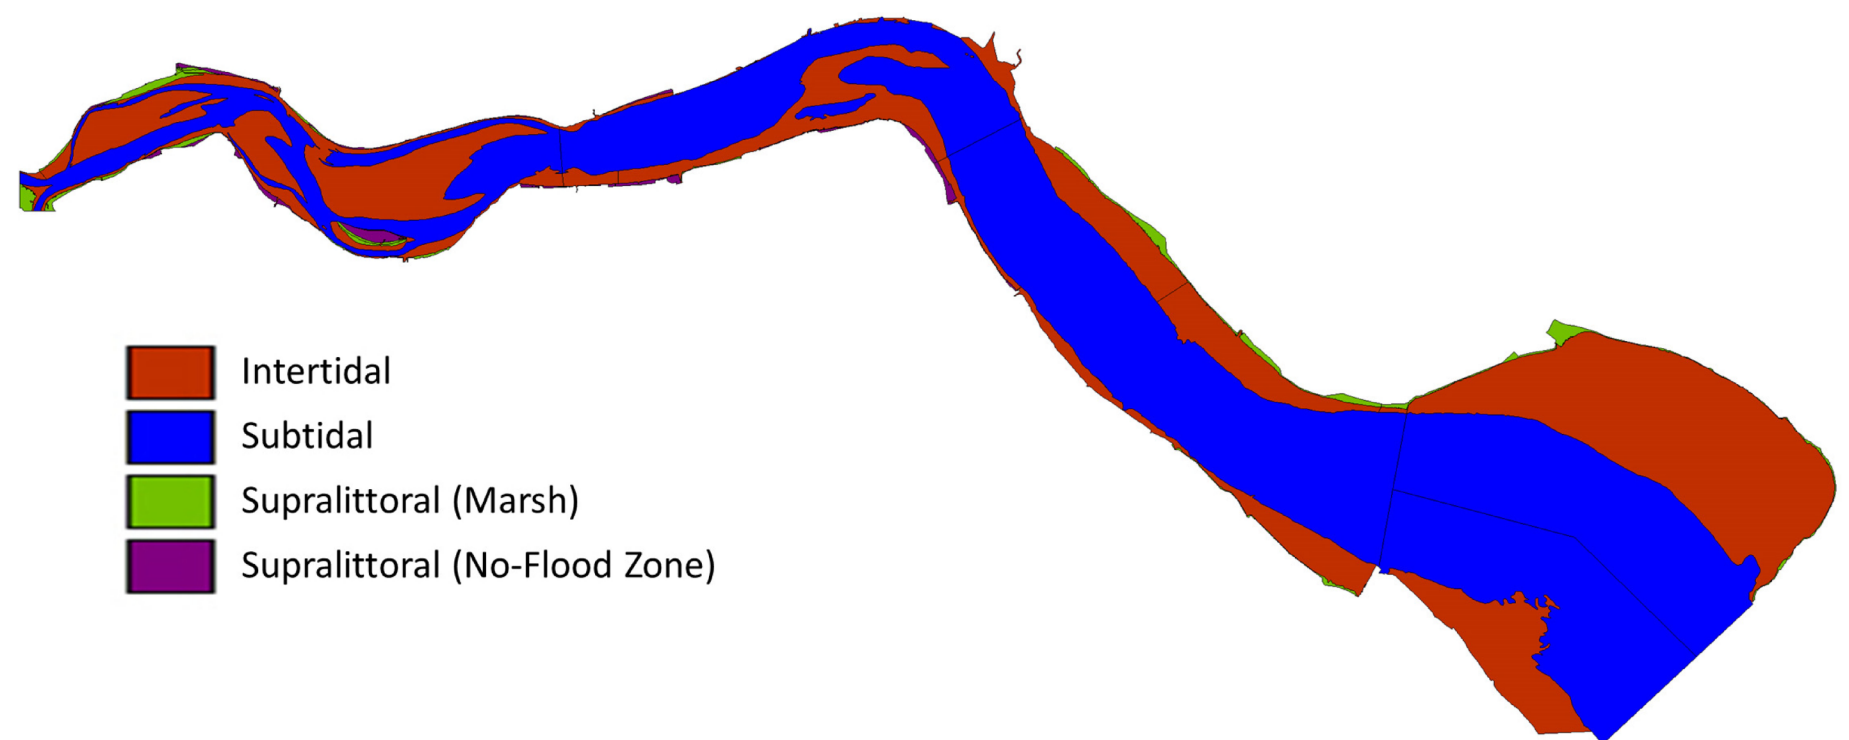 Intertidal
Subtidal
Supralittoral (Marsh)
Supralittoral (No-Flood Zone)